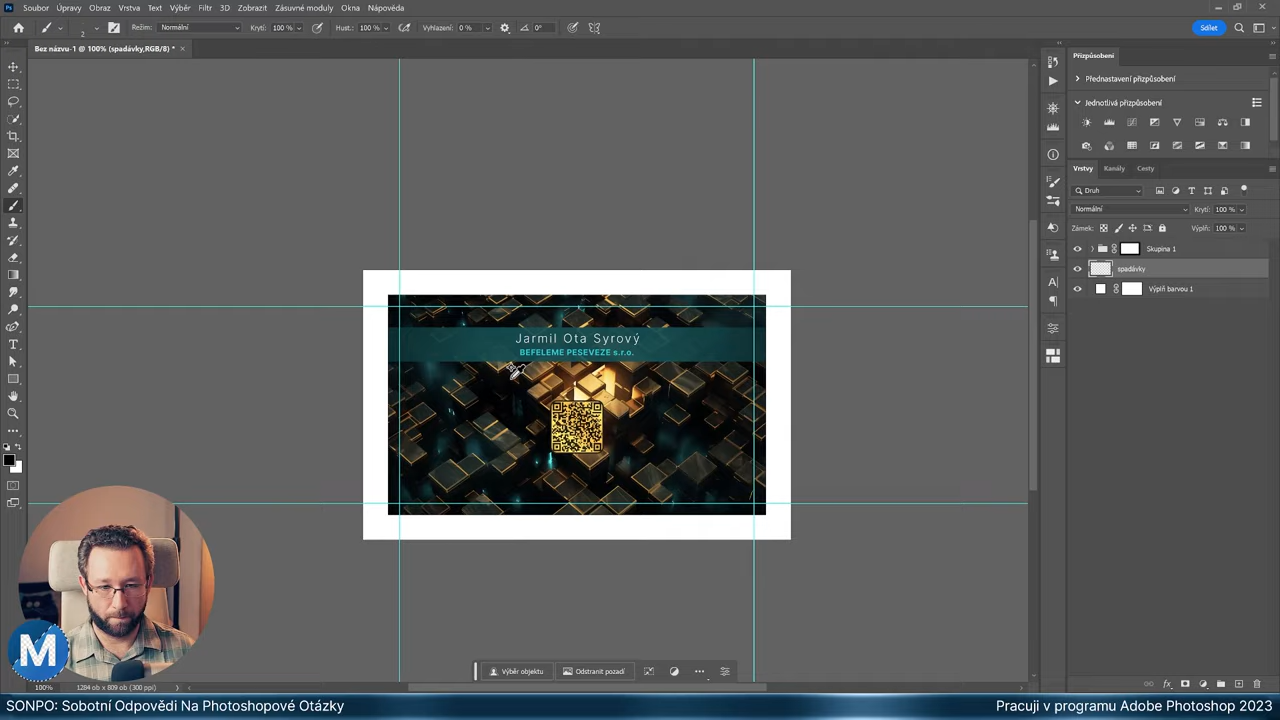 Soubor Úpravy Obraz Vrstva Text Výběr Filtr 3D Zobrazit Zásuvné moduly Okna Nápověda
2 Režim: Normální Krytí: 100 % Hust.: 100 % Vyhlazení: 0 % 0° Sdílet
Bez názvu-1 @ 100% (spadávky,RGB/8) *
Přizpůsobení
Přednastavení přizpůsobení
Jednotlivá přizpůsobení
Vrstvy Kanály Cesty
Druh
Normální Krytí: 100 %
Zámek: Výplň: 100 %
Skupina 1
spadávky
Výplň barvou 1
Jarmil Ota Syrový
BEFELEME PESEVEZE s.r.o.
Výběr objektu Odstranit pozadí
100% 1284 ob x 809 ob (300 ppi)
M
SONPO: Sobotní Odpovědi Na Photoshopové Otázky
Pracuji v programu Adobe Photoshop 2023